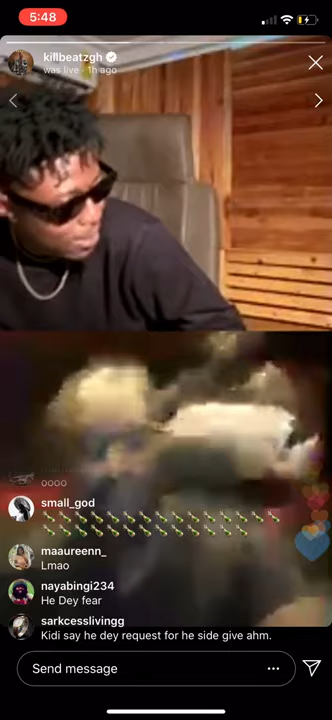 5:48
killbeatzgh
was live · 1h ago
oooo
small_god
maaureenn_
Lmao
nayabingi234
He Dey fear
sarkcesslivingg
Kidi say he dey request for he side give ahm.
Send message